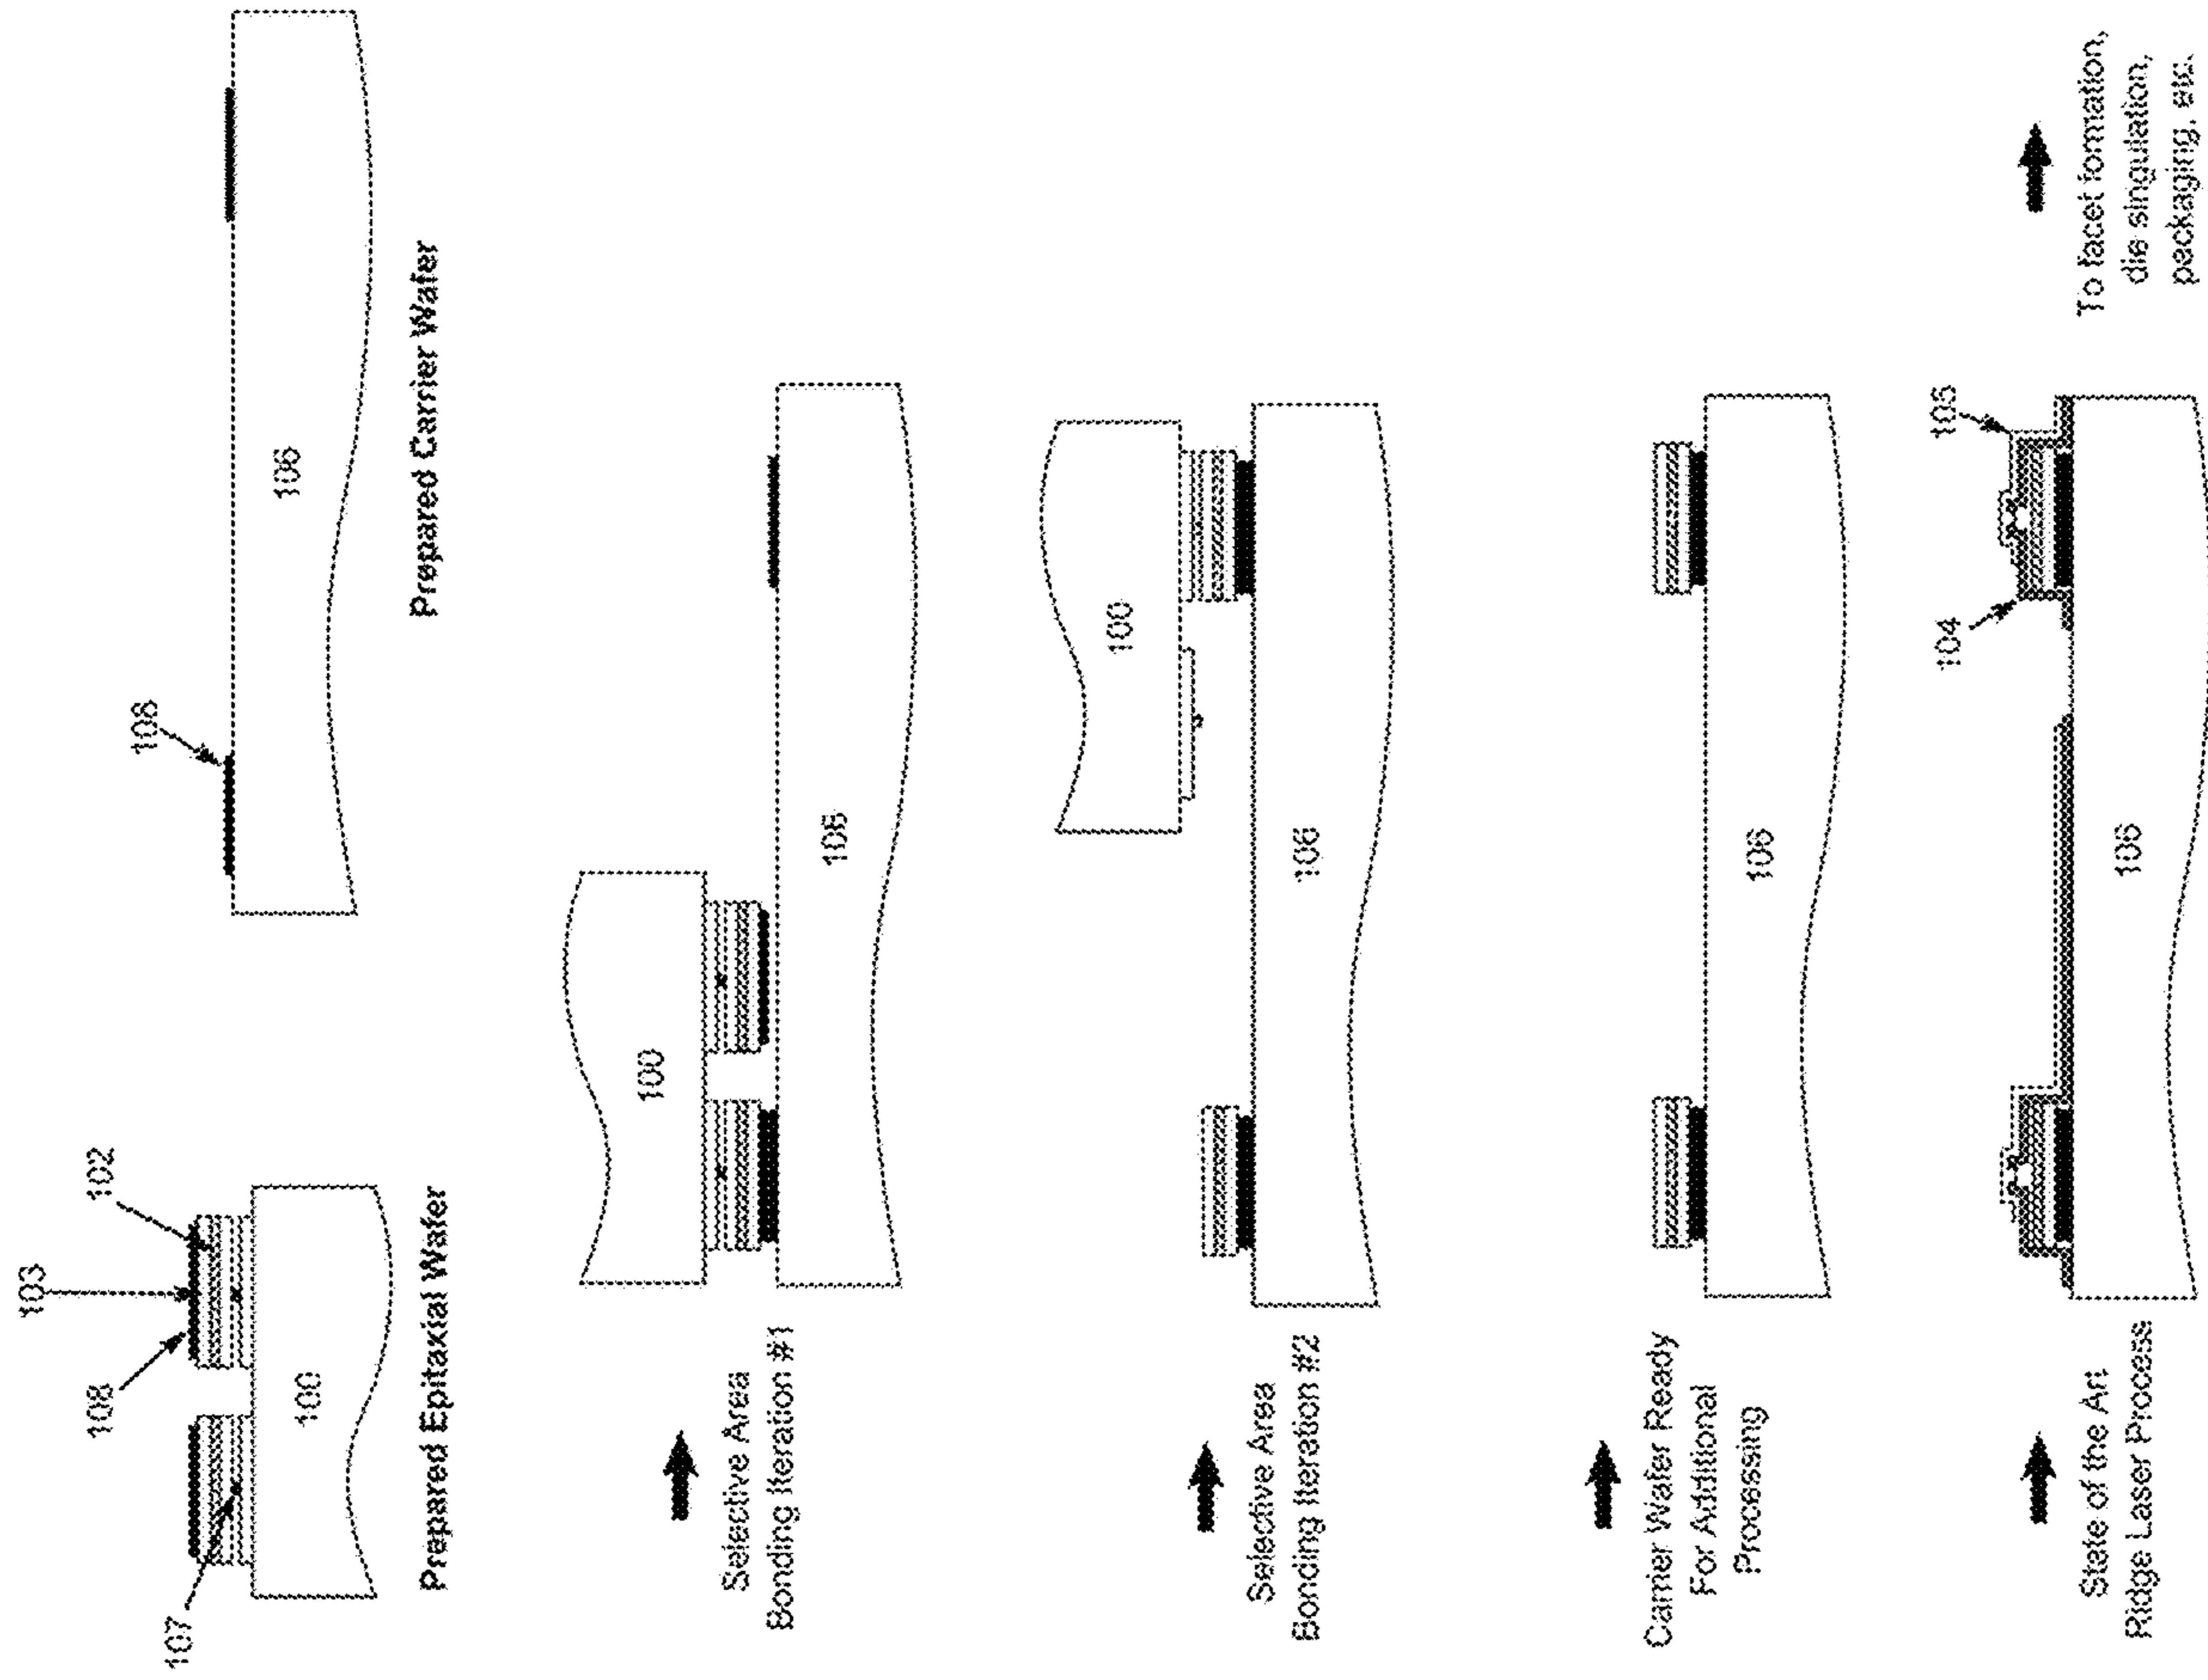 103
102
108
107
100
Prepared Epitaxial Wafer
108
106
Prepared Carrier Wafer
Selective Area
Bonding Iteration #1
100
106
Selective Area
Bonding Iteration #2
100
106
Carrier Wafer Ready
For Additional
Processing
106
State of the Art
Ridge Laser Process
104
105
106
To facet formation,
die singulation,
packaging, etc.